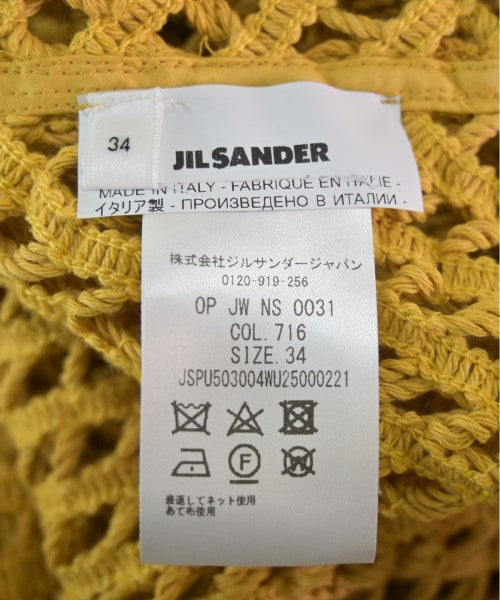 34
JIL SANDER
MADE IN ITALY - FABRIQUÉ EN ITALIE -
イタリア製 - ПРОИЗВЕДЕНО В ИТАЛИИ -
株式会社ジルサンダージャパン
0120-919-256
OP JW NS 0031
COL. 716
SIZE. 34
JSPU503004WU25000221
F
W
裏返してネット使用
あて布使用